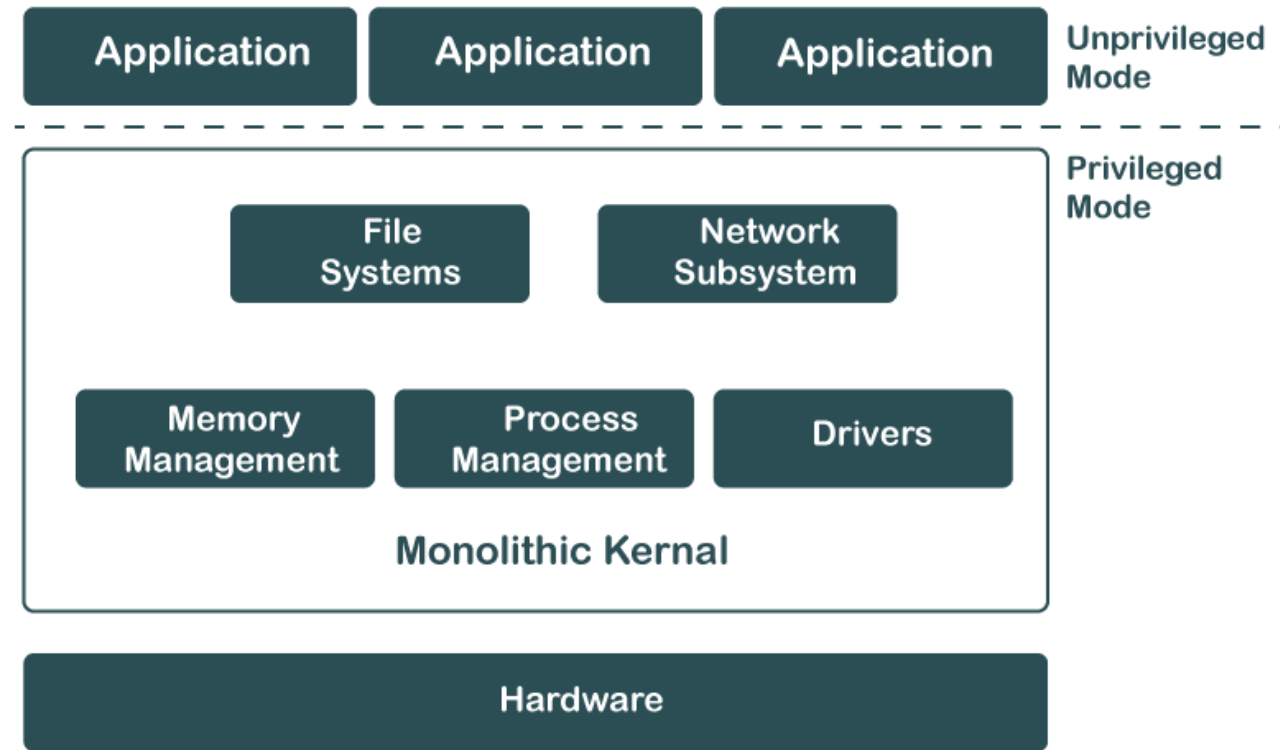 Application
Application
Application
Unprivileged
Mode
Privileged
Mode
File
Systems
Network
Subsystem
Memory
Management
Process
Management
Drivers
Monolithic Kernal
Hardware